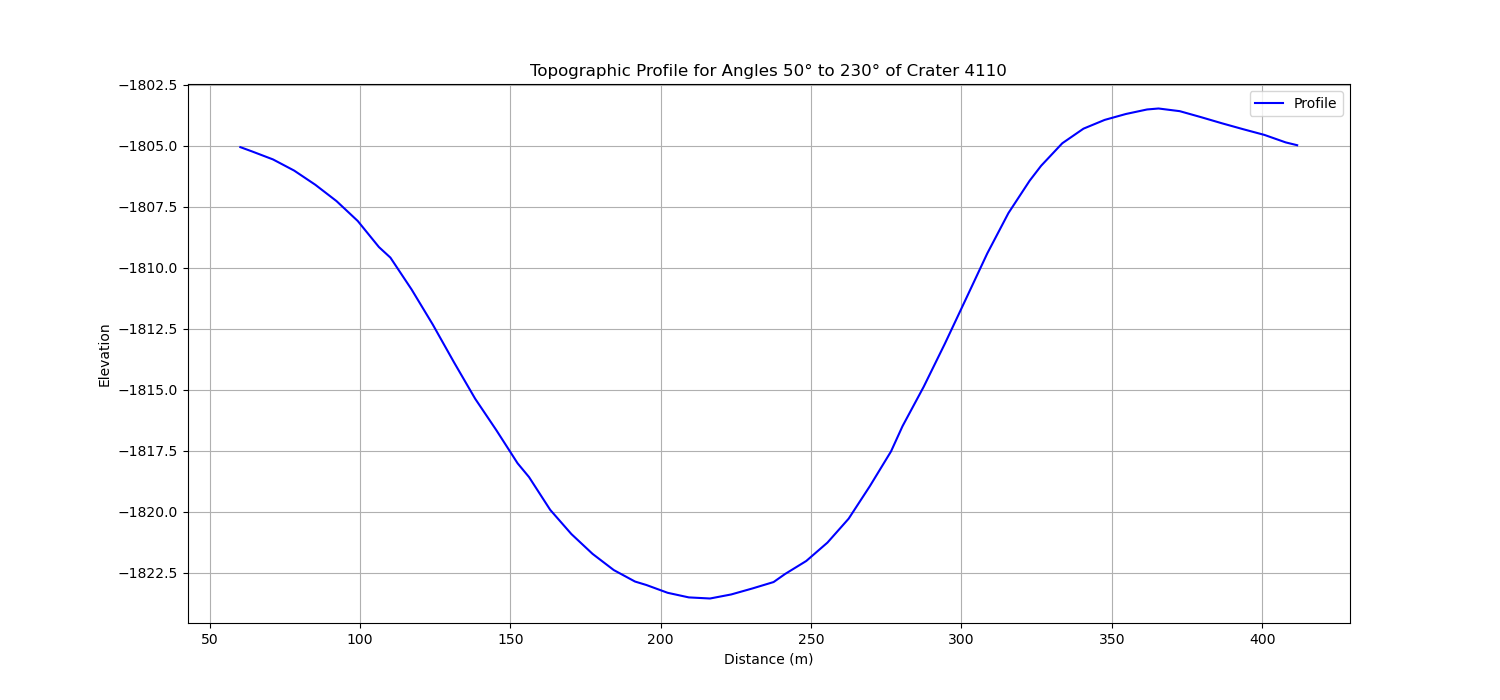 Topographic Profile for Angles 50° to 230° of Crater 4110
Profile
−1802.5
−1805.0
−1807.5
−1810.0
−1812.5
−1815.0
−1817.5
−1820.0
−1822.5
Elevation
50 100 150 200 250 300 350 400
Distance (m)